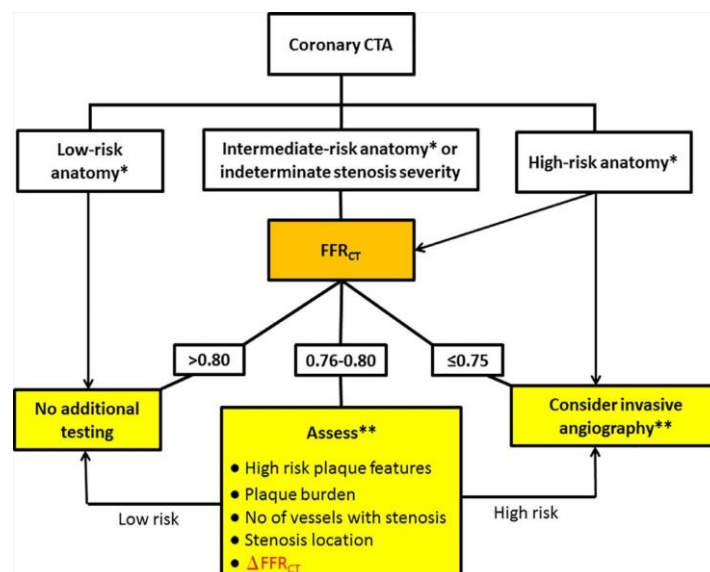 Coronary CTA
Low-risk
anatomy*
Intermediate-risk anatomy* or
indeterminate stenosis severity
High-risk anatomy*
FFRCT
>0.80
0.76-0.80
≤0.75
No additional
testing
Assess**
● High risk plaque features
● Plaque burden
● No of vessels with stenosis
● Stenosis location
● ΔFFRCT
Consider invasive
angiography**
Low risk
High risk